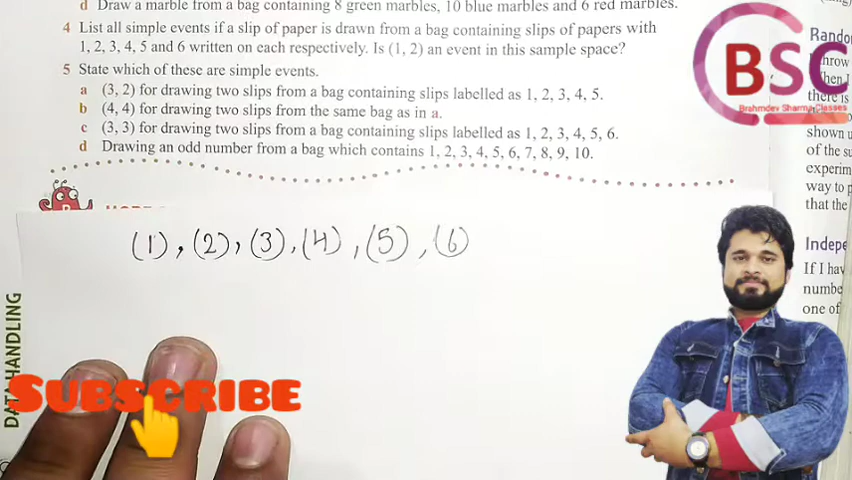 d Draw a marble from a bag containing 8 green marbles, 10 blue marbles and 6 red marbles.
4 List all simple events if a slip of paper is drawn from a bag containing slips of papers with
1, 2, 3, 4, 5 and 6 written on each respectively. Is (1, 2) an event in this sample space?
5 State which of these are simple events.
a (3, 2) for drawing two slips from a bag containing slips labelled as 1, 2, 3, 4, 5.
b (4, 4) for drawing two slips from the same bag as in a.
c (3, 3) for drawing two slips from a bag containing slips labelled as 1, 2, 3, 4, 5, 6.
d Drawing an odd number from a bag which contains 1, 2, 3, 4, 5, 6, 7, 8, 9, 10.
(1), (2), (3), (4), (5), (6)
DATA HANDLING
SUBSCRIBE
BSC
Brahmdev Sharma Classes
Rando
hrow
hen I
there is
shown u
of the su
experim
way to p
that the
Indepe
If I hav
numbe
one of